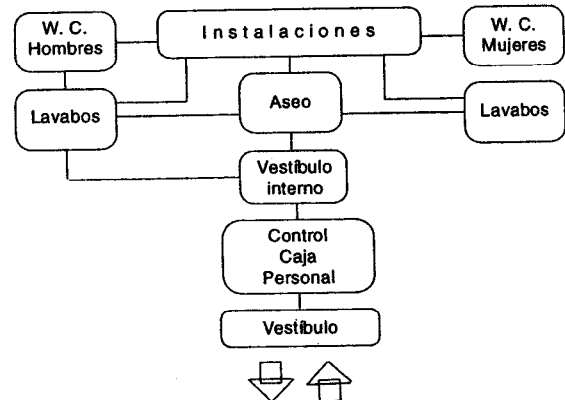 W. C.
Hombres
Instalaciones
W. C.
Mujeres
Lavabos
Aseo
Lavabos
Vestíbulo
interno
Control
Caja
Personal
Vestíbulo